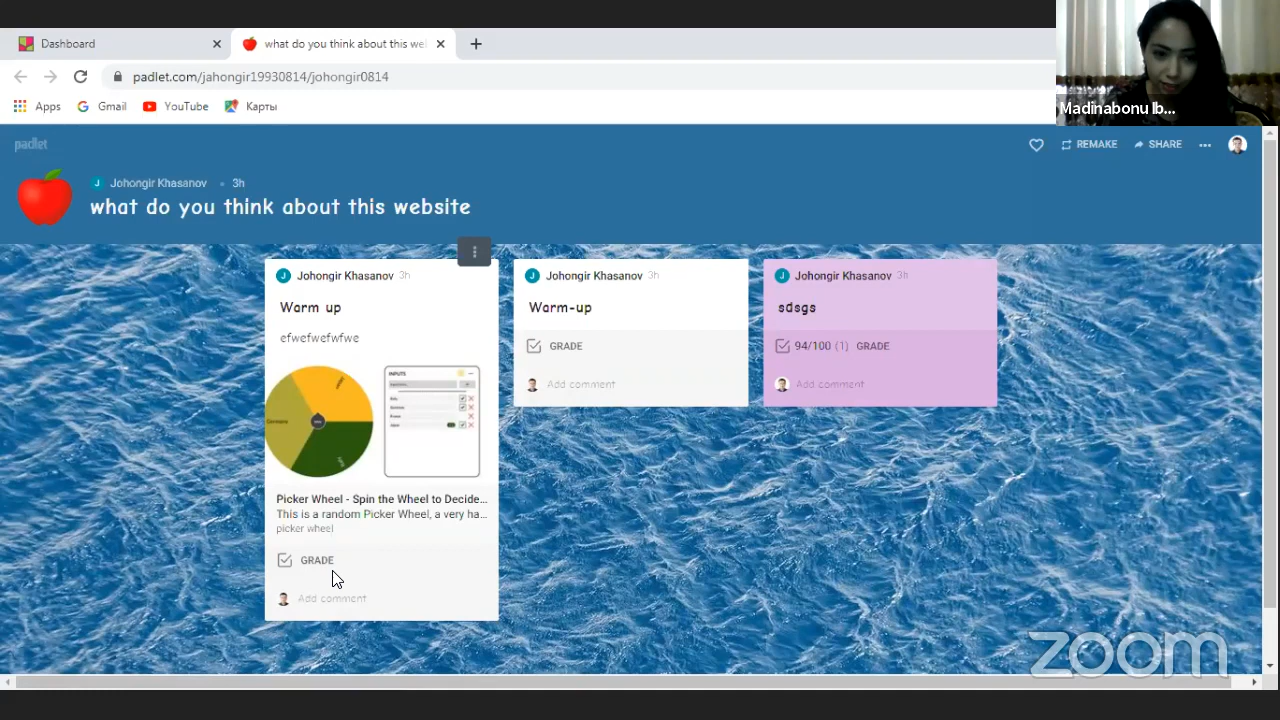 Dashboard
what do you think about this we
padlet.com/jahongir19930814/johongir0814
Apps
Gmail
YouTube
Карты
Madinabonu Ib...
padlet
REMAKE
SHARE
Johongir Khasanov
3h
what do you think about this website
Johongir Khasanov 3h
Warm up
efwefwefwfwe
Germany
INPUTS
Picker Wheel - Spin the Wheel to Decide...
This is a random Picker Wheel, a very ha...
picker wheel
GRADE
Add comment
Johongir Khasanov 3h
Warm-up
GRADE
Add comment
Johongir Khasanov 3h
sdsgs
94/100 (1) GRADE
Add comment
zoom